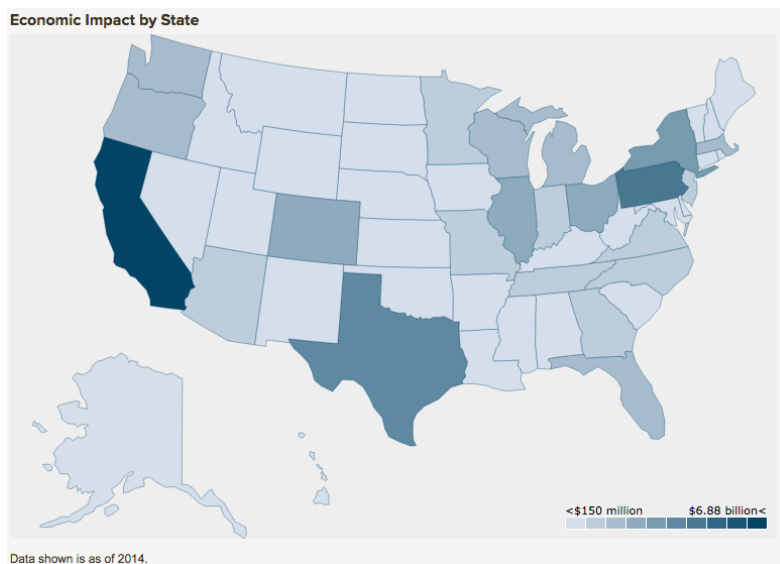 Economic Impact by State
<$150 million $6.88 billion<
Data shown is as of 2014.